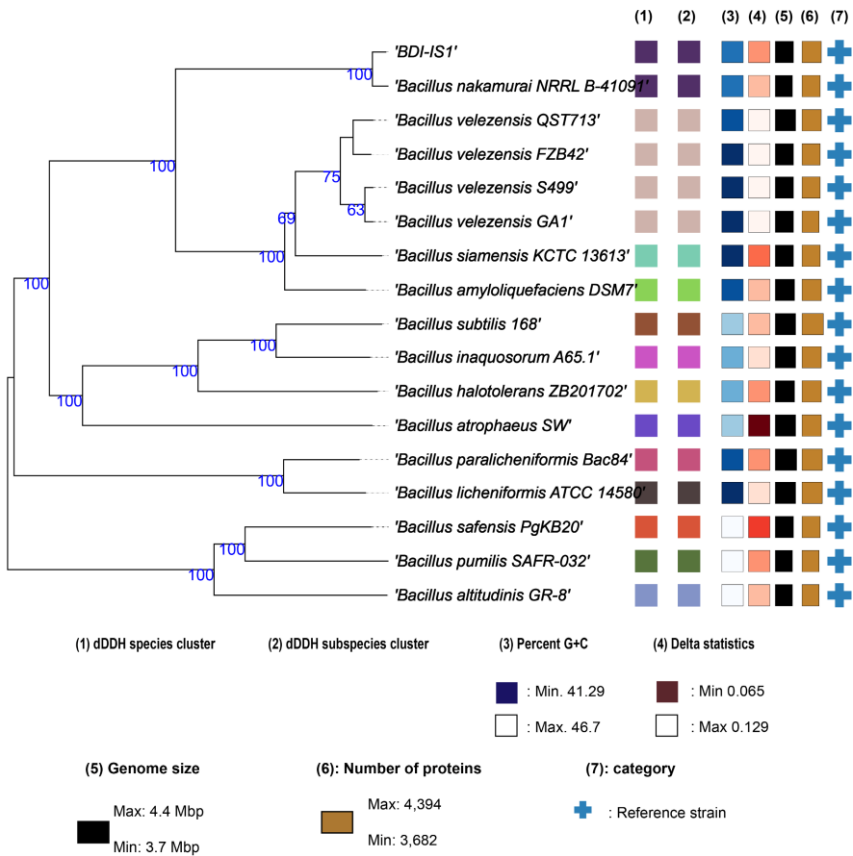 (1) (2) (3) (4) (5) (6) (7)
'BDI-IS1'
100
'Bacillus nakamurai NRRL B-41091'
'Bacillus velezensis QST713'
'Bacillus velezensis FZB42'
100
75
'Bacillus velezensis S499'
63
69
'Bacillus velezensis GA1'
100
'Bacillus siamensis KCTC 13613'
100
'Bacillus amyloliquefaciens DSM7'
'Bacillus subtilis 168'
100
'Bacillus inaquosorum A65.1'
100
'Bacillus halotolerans ZB201702'
100
'Bacillus atrophaeus SW'
'Bacillus paralicheniformis Bac84'
100
'Bacillus licheniformis ATCC 14580'
'Bacillus safensis PgKB20'
100
'Bacillus pumilis SAFR-032'
100
'Bacillus altitudinis GR-8'
(1) dDDH species cluster (2) dDDH subspecies cluster (3) Percent G+C (4) Delta statistics
: Min. 41.29 : Min 0.065
: Max. 46.7 : Max 0.129
(5) Genome size (6): Number of proteins (7): category
Max: 4.4 Mbp Max: 4,394 : Reference strain
Min: 3.7 Mbp Min: 3,682